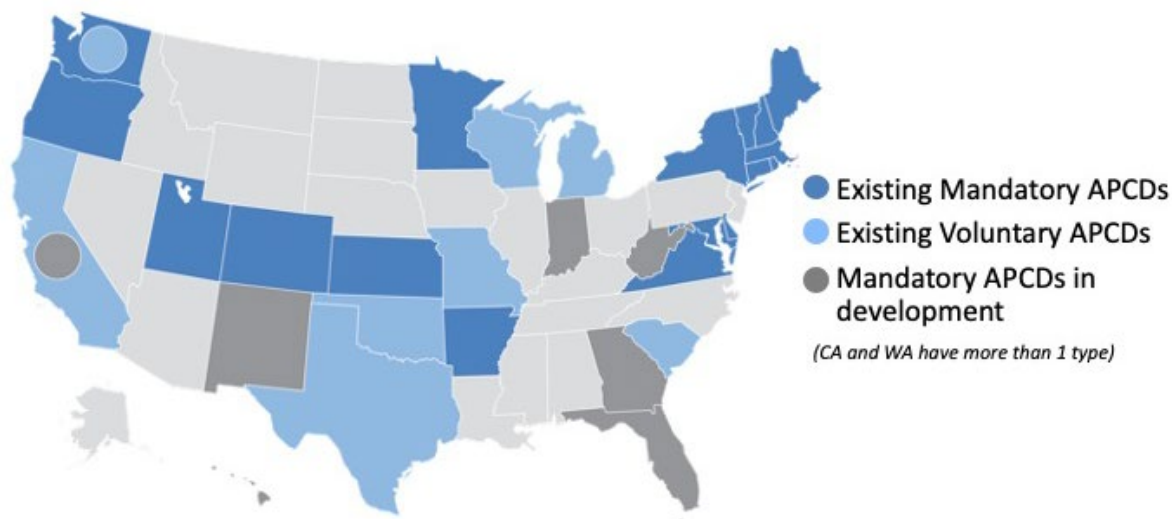 Existing Mandatory APCDs
Existing Voluntary APCDs
Mandatory APCDs in
development
(CA and WA have more than 1 type)